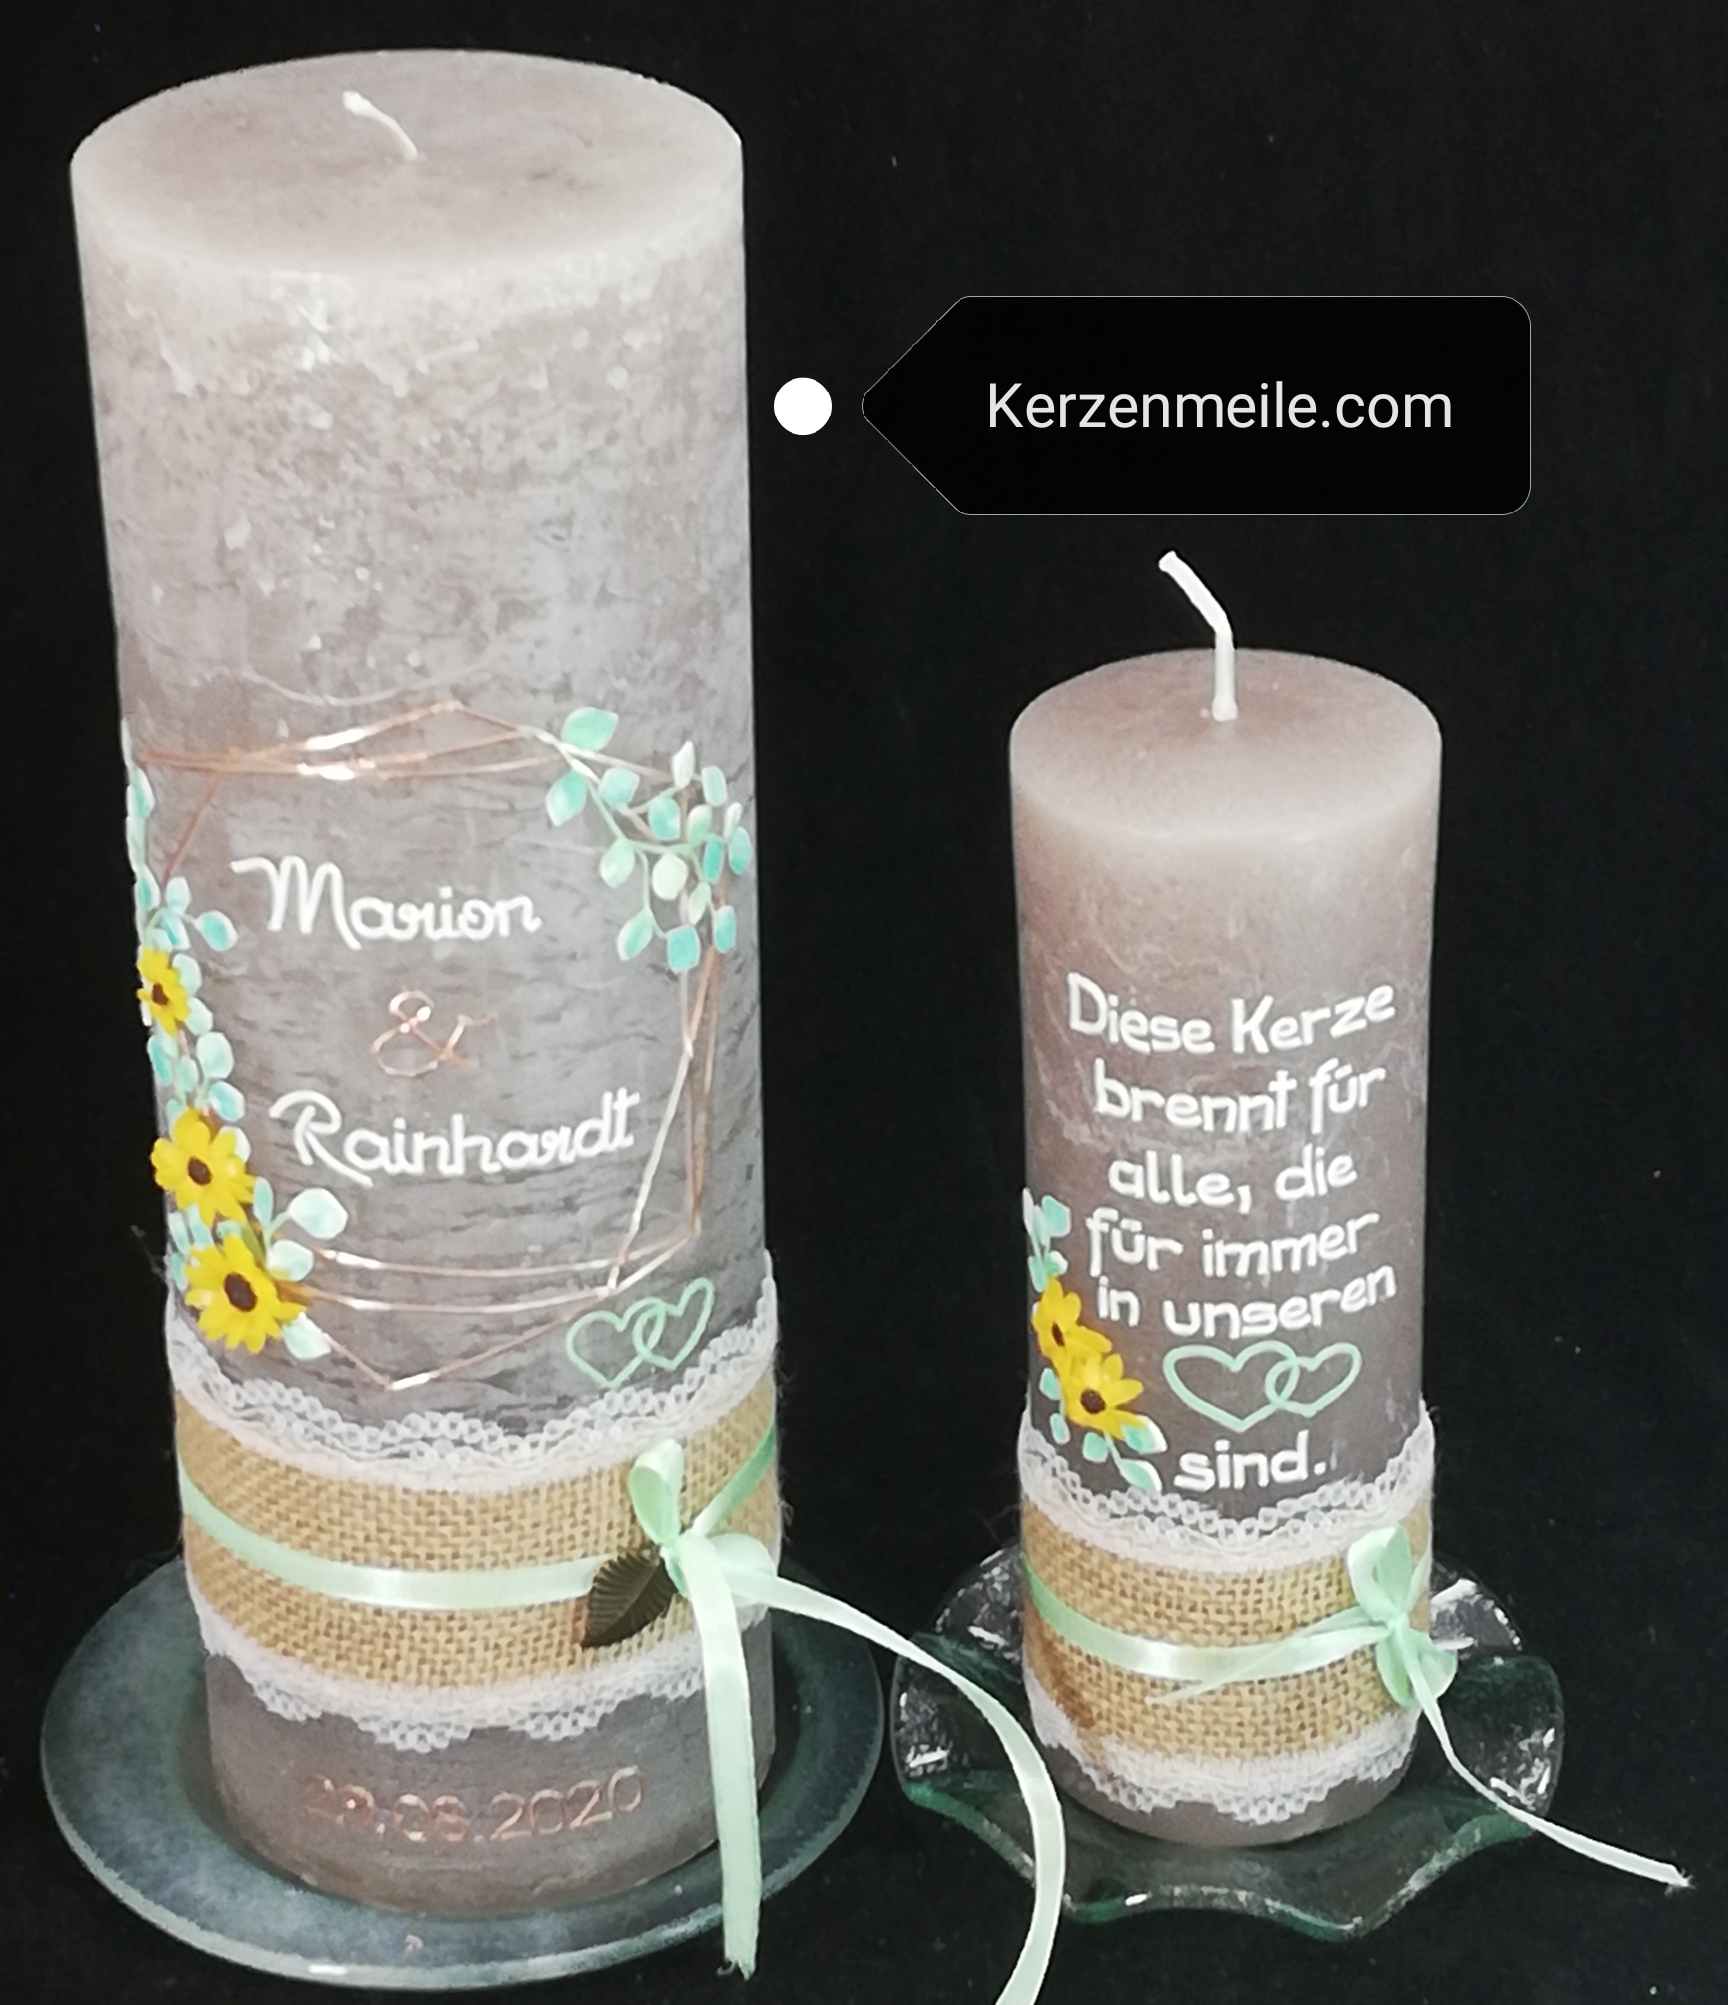 Kerzenmeile.com
Marion
&
Rainhardt
Diese Kerze
brennt für
alle, die
für immer
in unseren
sind.